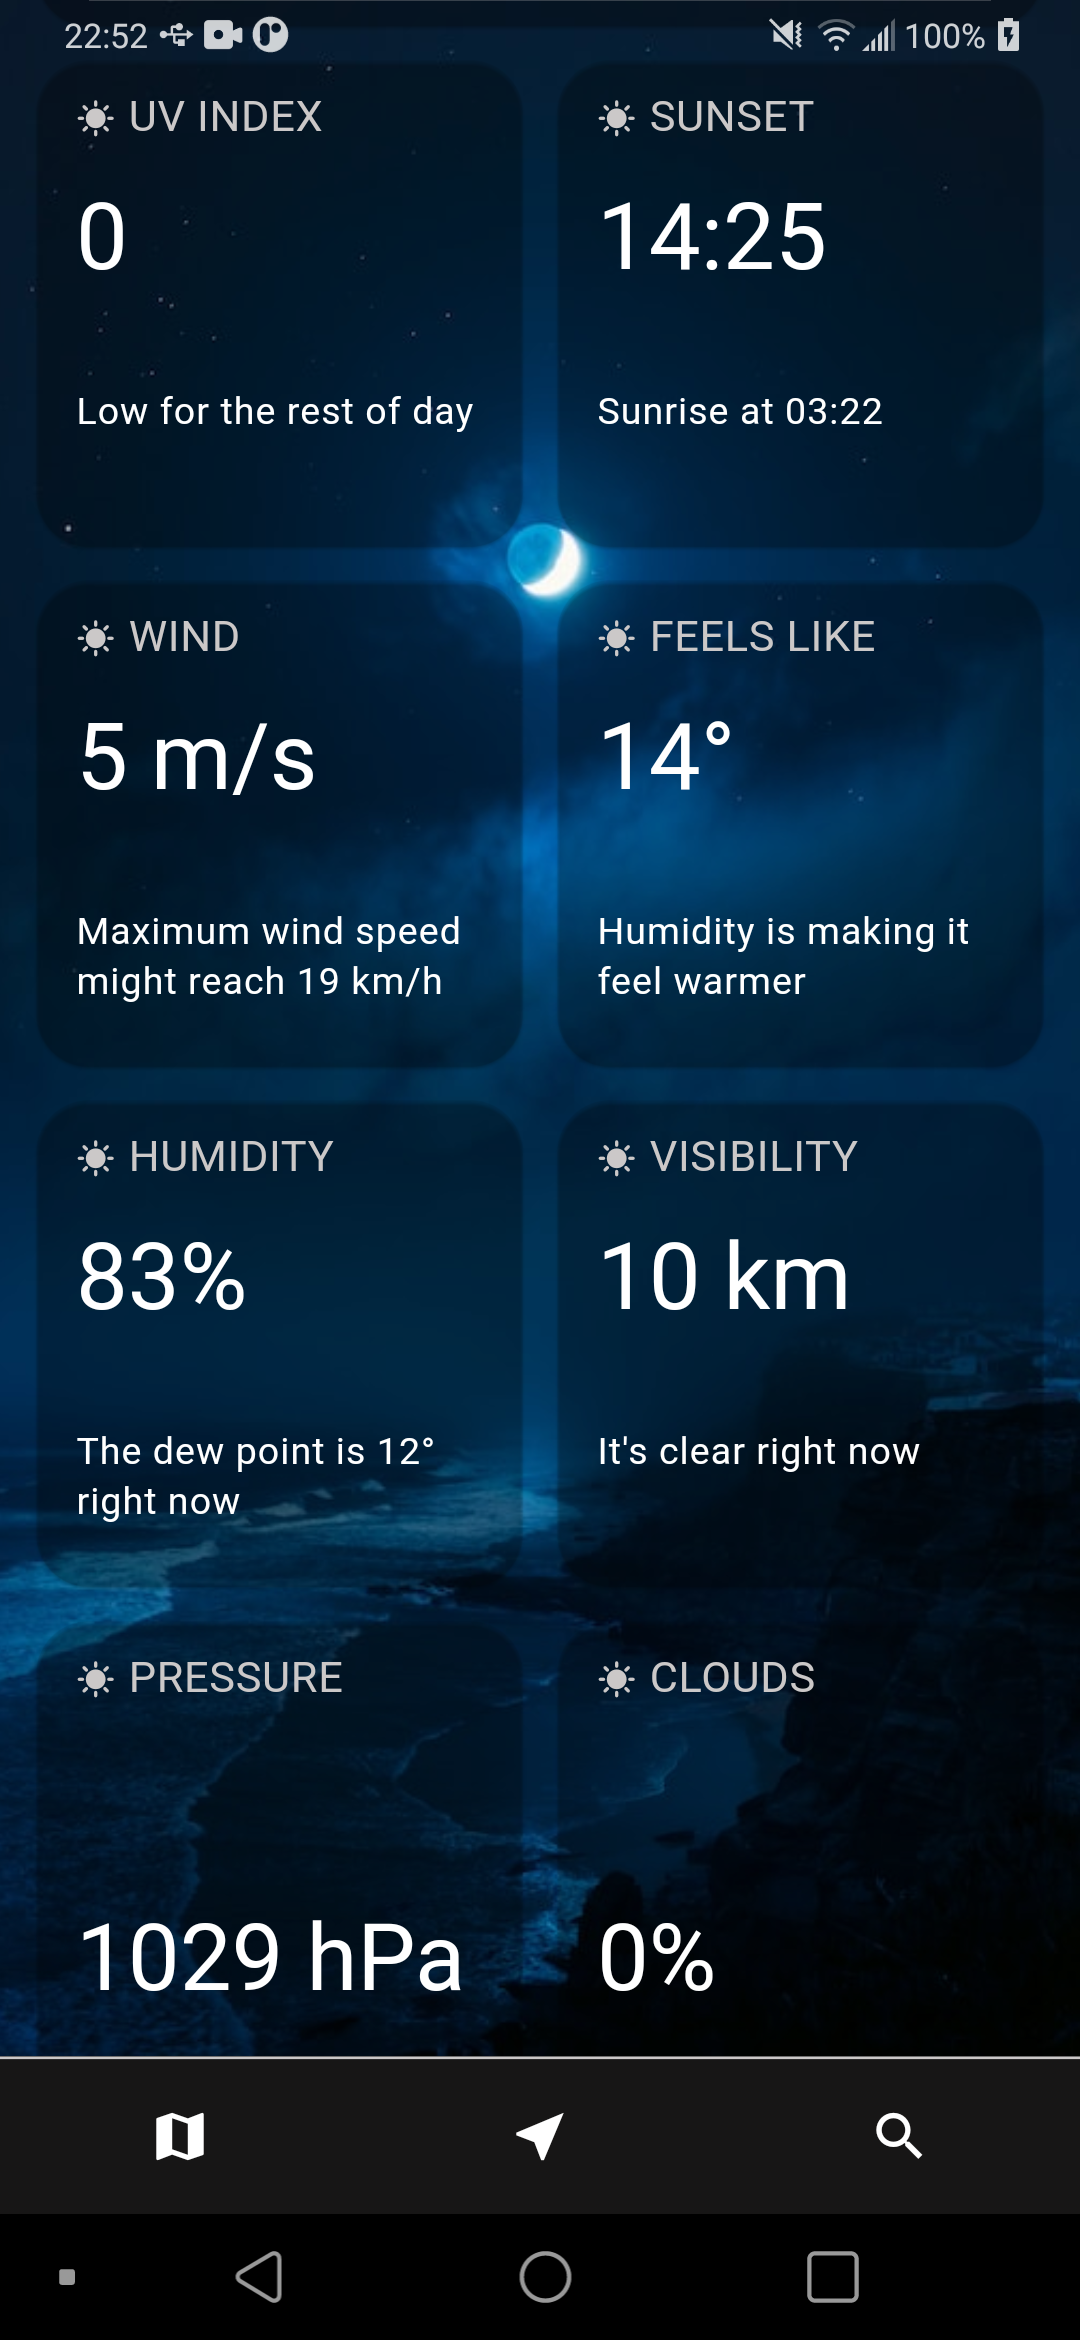 22:52 100%
UV INDEX
0
Low for the rest of day
SUNSET
14:25
Sunrise at 03:22
WIND
5 m/s
Maximum wind speed
might reach 19 km/h
FEELS LIKE
14°
Humidity is making it
feel warmer
HUMIDITY
83%
The dew point is 12°
right now
VISIBILITY
10 km
It's clear right now
PRESSURE
1029 hPa
CLOUDS
0%